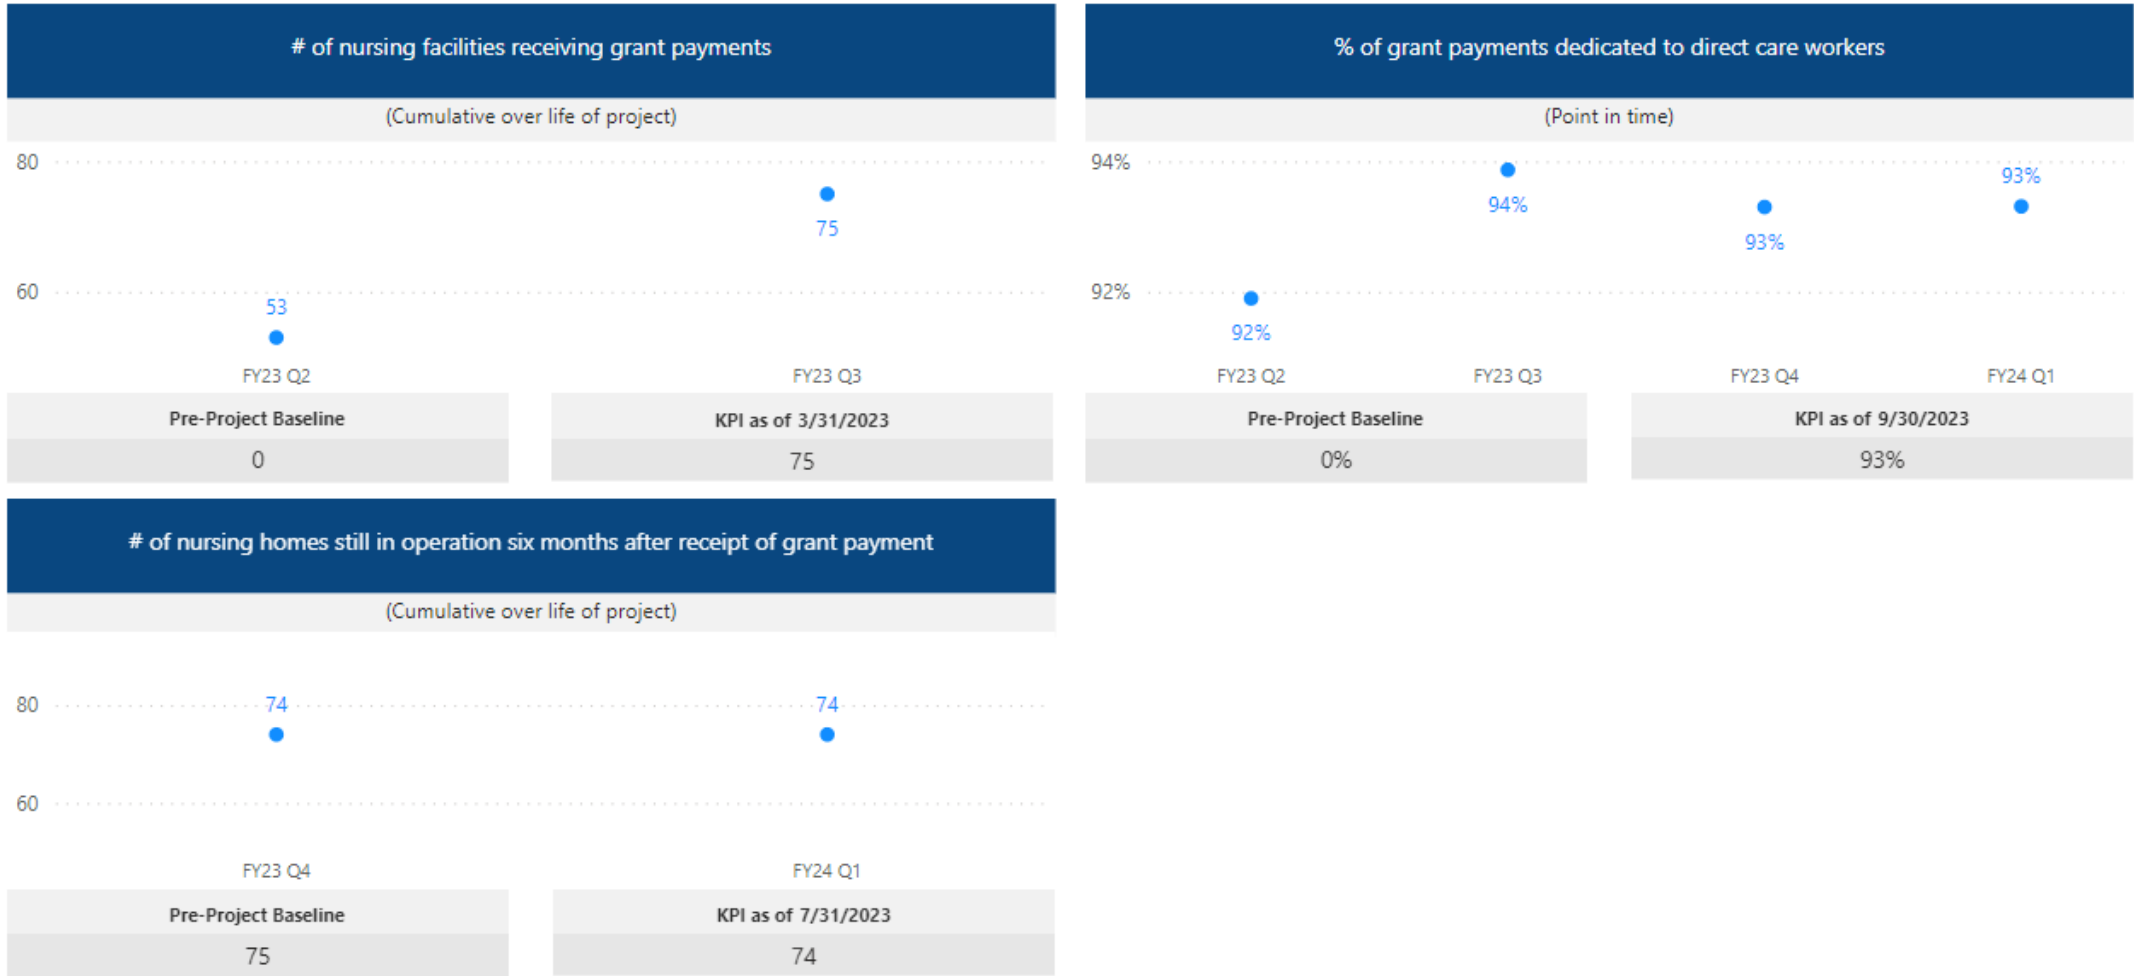 # of nursing facilities receiving grant payments
(Cumulative over life of project)
80
75
60
53
FY23 Q2 FY23 Q3
Pre-Project Baseline
0
KPI as of 3/31/2023
75
% of grant payments dedicated to direct care workers
(Point in time)
94%
93%
94%
93%
92%
92%
FY23 Q2 FY23 Q3 FY23 Q4 FY24 Q1
Pre-Project Baseline
0%
KPI as of 9/30/2023
93%
# of nursing homes still in operation six months after receipt of grant payment
(Cumulative over life of project)
80 74 74
60
FY23 Q4 FY24 Q1
Pre-Project Baseline
75
KPI as of 7/31/2023
74